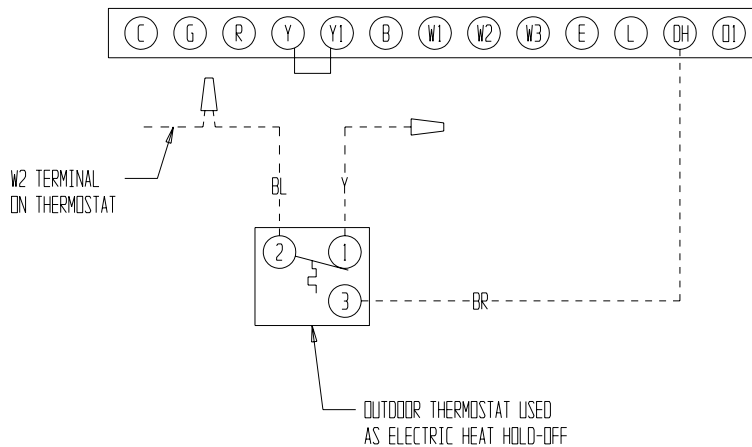 C G R Y Y1 B W1 W2 W3 E L OH O1
W2 TERMINAL
ON THERMOSTAT
BL Y
2 1
3
BR
OUTDOOR THERMOSTAT USED
AS ELECTRIC HEAT HOLD-OFF